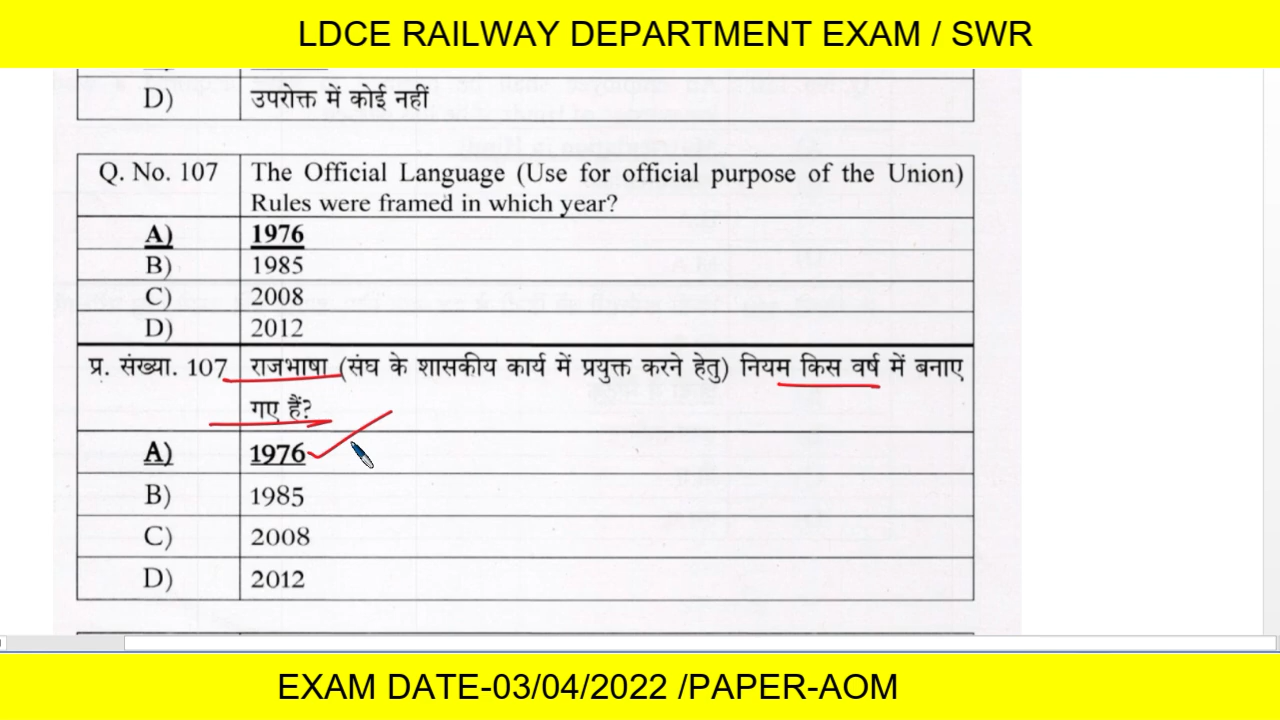 LDCE RAILWAY DEPARTMENT EXAM / SWR
D) उपरोक्त में कोई नहीं
Q. No. 107 The Official Language (Use for official purpose of the Union)
Rules were framed in which year?
A) 1976
B) 1985
C) 2008
D) 2012
प्र. संख्या. 107 राजभाषा (संघ के शासकीय कार्य में प्रयुक्त करने हेतु) नियम किस वर्ष में बनाए
गए हैं?
A) 1976
B) 1985
C) 2008
D) 2012
EXAM DATE-03/04/2022 /PAPER-AOM